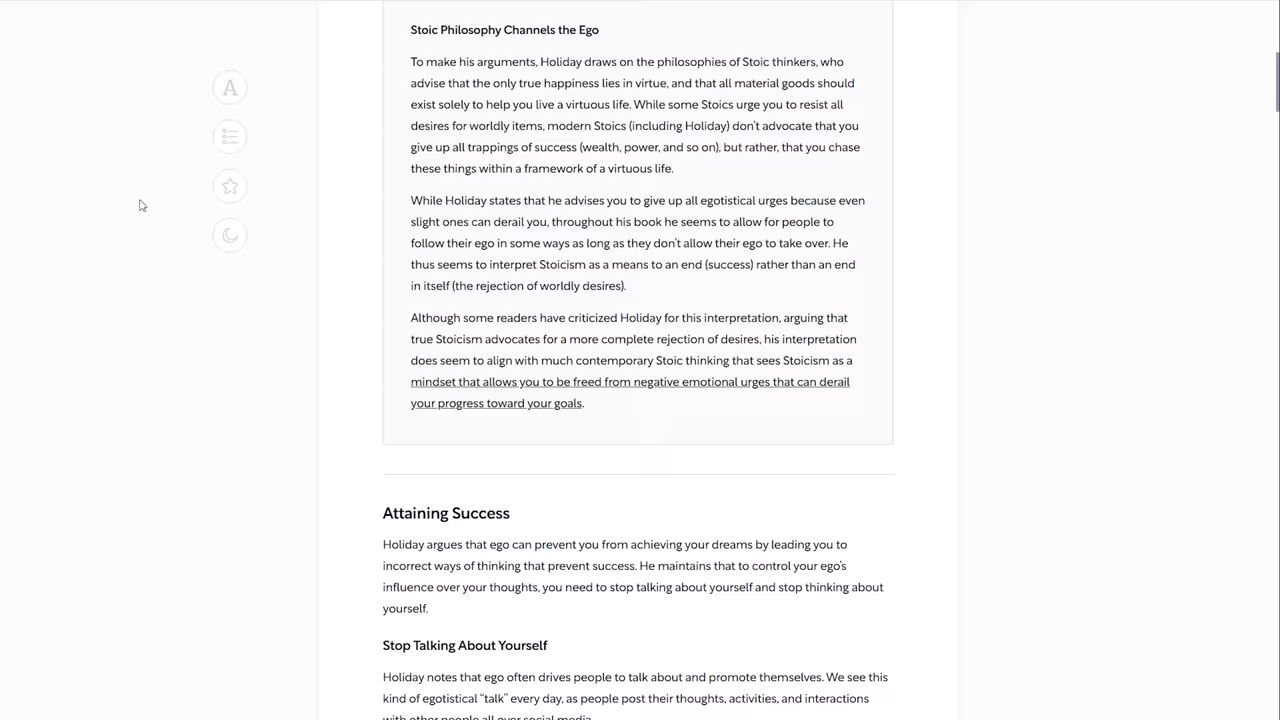 Stoic Philosophy Channels the Ego
To make his arguments, Holiday draws on the philosophies of Stoic thinkers, who
advise that the only true happiness lies in virtue, and that all material goods should
exist solely to help you live a virtuous life. While some Stoics urge you to resist all
desires for worldly items, modern Stoics (including Holiday) don’t advocate that you
give up all trappings of success (wealth, power, and so on), but rather, that you chase
these things within a framework of a virtuous life.
While Holiday states that he advises you to give up all egotistical urges because even
slight ones can derail you, throughout his book he seems to allow for people to
follow their ego in some ways as long as they don’t allow their ego to take over. He
thus seems to interpret Stoicism as a means to an end (success) rather than an end
in itself (the rejection of worldly desires).
Although some readers have criticized Holiday for this interpretation, arguing that
true Stoicism advocates for a more complete rejection of desires, his interpretation
does seem to align with much contemporary Stoic thinking that sees Stoicism as a
mindset that allows you to be freed from negative emotional urges that can derail
your progress toward your goals.
Attaining Success
Holiday argues that ego can prevent you from achieving your dreams by leading you to
incorrect ways of thinking that prevent success. He maintains that to control your ego’s
influence over your thoughts, you need to stop talking about yourself and stop thinking about
yourself.
Stop Talking About Yourself
Holiday notes that ego often drives people to talk about and promote themselves. We see this
kind of egotistical “talk” every day, as people post their thoughts, activities, and interactions
with other people all over social media.
A